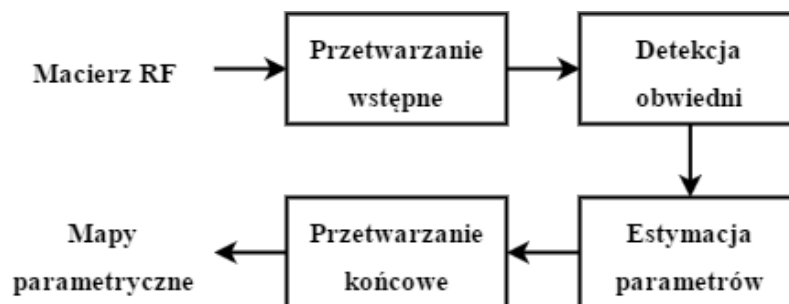 Macierz RF
Przetwarzanie
wstępne
Detekcja
obwiedni
Estymacja
parametrów
Przetwarzanie
końcowe
Mapy
parametryczne